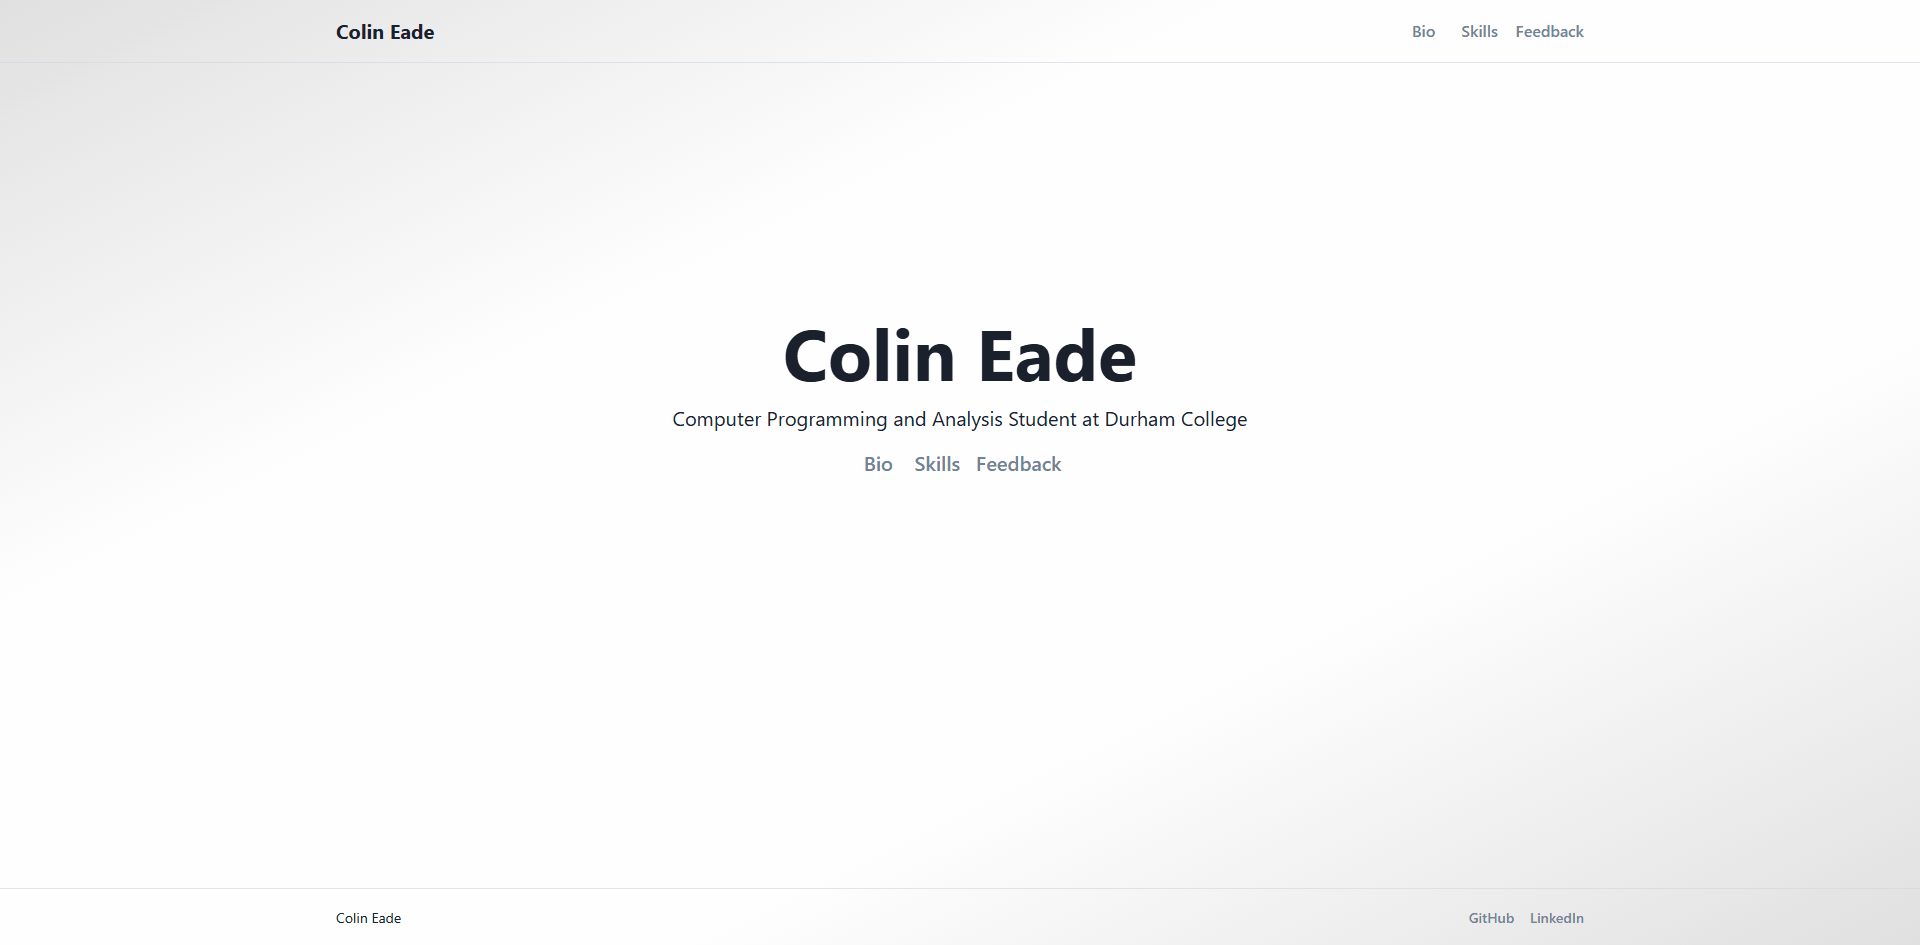 Colin Eade
Bio Skills Feedback
Colin Eade
Computer Programming and Analysis Student at Durham College
Bio Skills Feedback
Colin Eade
GitHub LinkedIn